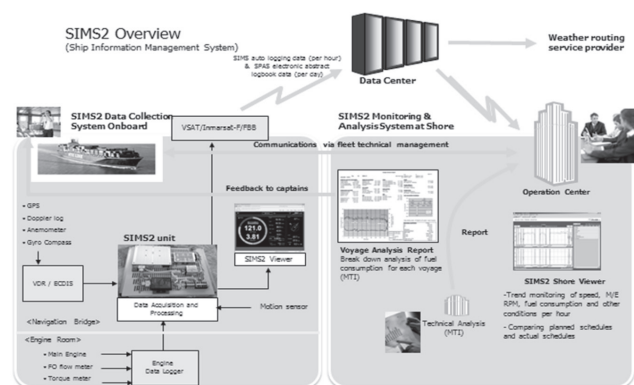 SIMS2 Overview
(Ship Information Management System)
SIMS auto logging data (per hour)
& SPAS electronic abstract
logbook data (per day)
Data Center
Weather routing
service provider
SIMS2 Data Collection
System Onboard
VSAT/Inmarsat-F/FBB
SIMS2 Monitoring &
Analysis System at Shore
Communications via fleet technical management
Operation Center
Feedback to captains
• GPS
• Doppler log
• Anemometer
• Gyro Compass
SIMS2 unit
121.0
3.81
SIMS2 Viewer
Voyage Analysis Report
Break down analysis of fuel
consumption for each voyage
(MTI)
Report
SIMS2 Shore Viewer
-Trend monitoring of speed, M/E
RPM, fuel consumption and other
conditions per hour
-Comparing planned schedules
and actual schedules
VDR / ECDIS
Data Acquisition and
Processing
Motion sensor
Technical Analysis
(MTI)
<Navigation Bridge>
<Engine Room>
• Main Engine
• FO flow meter
• Torque meter
Engine
Data Logger